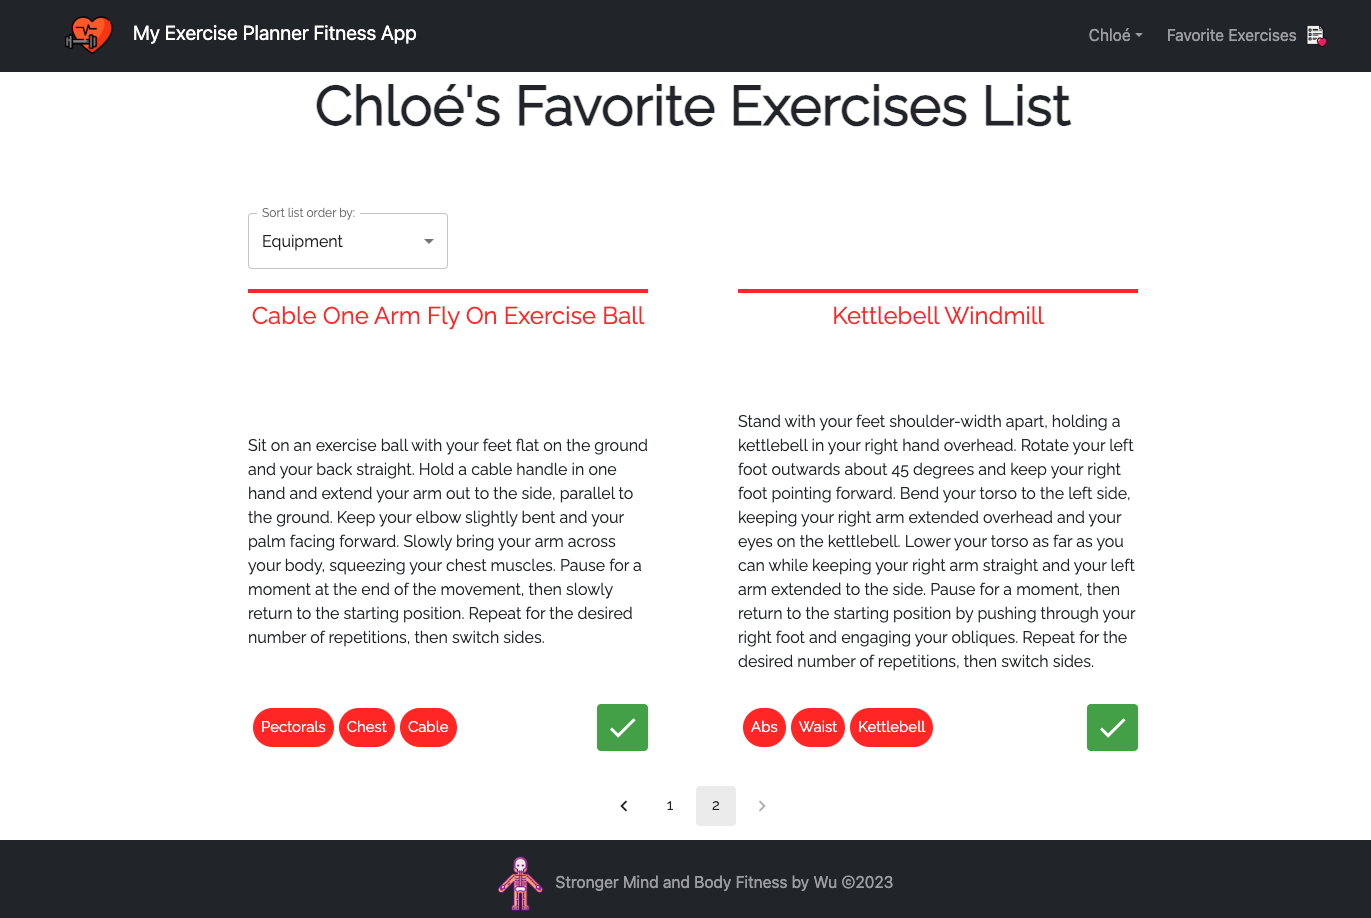 My Exercise Planner Fitness App
Chloé
Favorite Exercises
Chloé's Favorite Exercises List
Sort list order by:
Equipment
Cable One Arm Fly On Exercise Ball
Sit on an exercise ball with your feet flat on the ground
and your back straight. Hold a cable handle in one
hand and extend your arm out to the side, parallel to
the ground. Keep your elbow slightly bent and your
palm facing forward. Slowly bring your arm across
your body, squeezing your chest muscles. Pause for a
moment at the end of the movement, then slowly
return to the starting position. Repeat for the desired
number of repetitions, then switch sides.
Pectorals
Chest
Cable
Kettlebell Windmill
Stand with your feet shoulder-width apart, holding a
kettlebell in your right hand overhead. Rotate your left
foot outwards about 45 degrees and keep your right
foot pointing forward. Bend your torso to the left side,
keeping your right arm extended overhead and your
eyes on the kettlebell. Lower your torso as far as you
can while keeping your right arm straight and your left
arm extended to the side. Pause for a moment, then
return to the starting position by pushing through your
right foot and engaging your obliques. Repeat for the
desired number of repetitions, then switch sides.
Abs
Waist
Kettlebell
1
2
Stronger Mind and Body Fitness by Wu ©2023